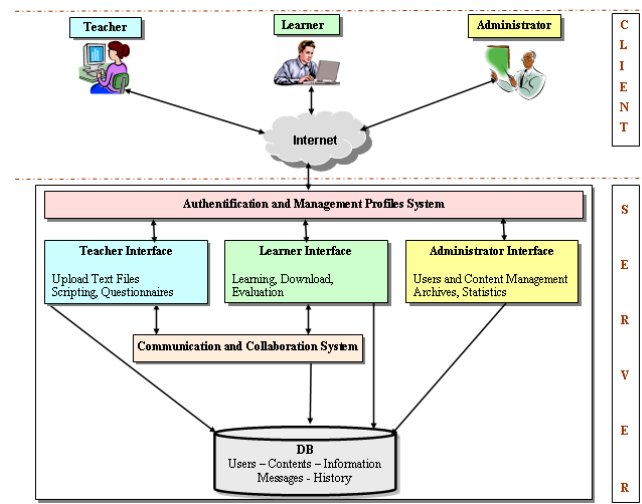 Teacher
Learner
Administrator
CLIENT
Internet
Authentification and Management Profiles System
Teacher Interface
Upload Text Files
Scripting, Questionnaires
Learner Interface
Learning, Download,
Evaluation
Administrator Interface
Users and Content Management
Archives, Statistics
Communication and Collaboration System
DB
Users – Contents – Information
Messages - History
SERVER